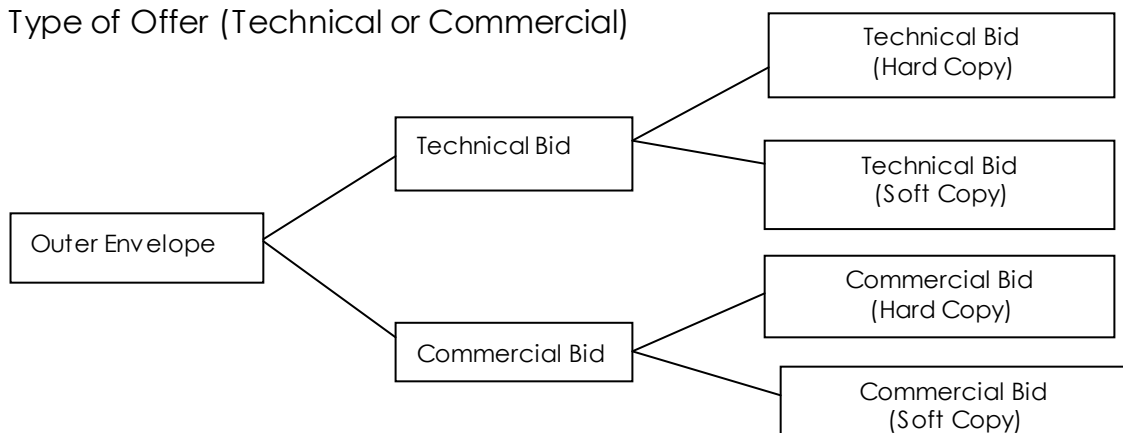 Type of Offer (Technical or Commercial)
Technical Bid
(Hard Copy)
Technical Bid
Technical Bid
(Soft Copy)
Outer Envelope
Commercial Bid
(Hard Copy)
Commercial Bid
Commercial Bid
(Soft Copy)